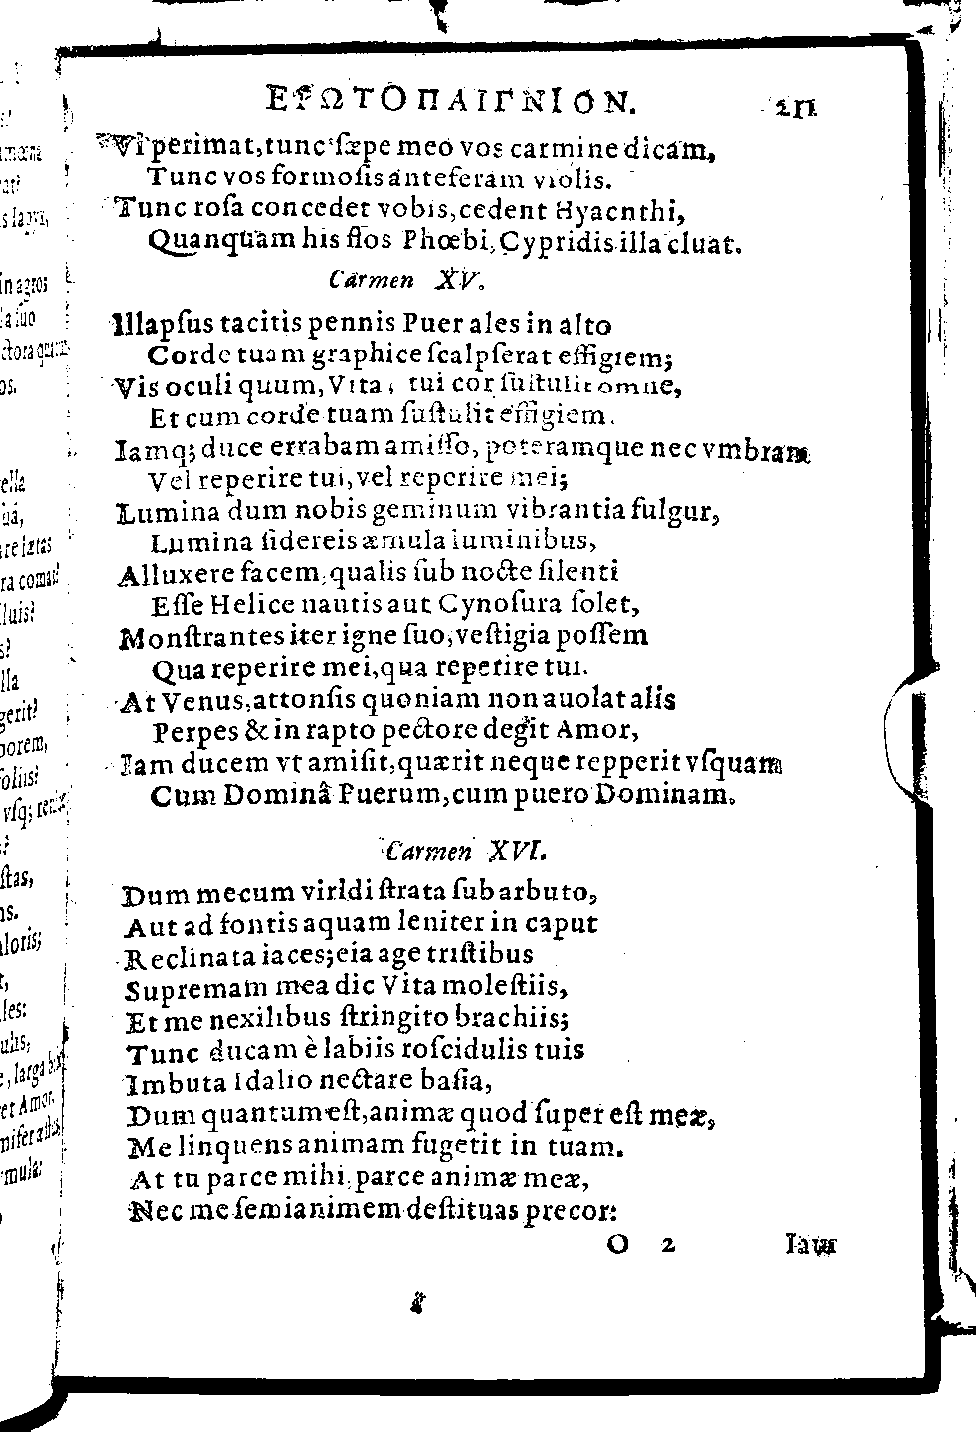 ΕΡΩΤΟΠΑΙΓΝΙΟΝ. 211
Vt perimat, tunc sæpe meo vos carmine dicam,
Tunc vos formoſis anteferam violis.
Tunc roſa concedet vobis, cedent Hyacnthi,
Quanquam his flos Phœbi, Cypridis illa cluat.
Carmen XV.
Illapſus tacitis pennis Puer ales in alto
Corde tuam graphice ſcalpſerat effigiem;
Vis oculi quum, Vita, tui cor ſuſtulit omne,
Et cum corde tuam ſuſtulit effigiem.
Iamq; duce errabam amiſſo, poteramque nec vmbram
Vel reperire tui, vel reperire mei;
Lumina dum nobis geminum vibrantia fulgur,
Lumina ſidereis æmula luminibus,
Alluxere facem, qualis ſub nocte ſilenti
Eſſe Helice nautis aut Cynoſura ſolet,
Monſtrantes iter igne ſuo, veſtigia poſſem
Qua reperire mei, qua reperire tui.
At Venus, attonſis quoniam non auolat alis
Perpes & in rapto pectore degit Amor,
Iam ducem vt amiſit, quærit neque repperit vſquam
Cum Dominâ Puerum, cum puero Dominam.
Carmen XVI.
Dum mecum viridi ſtrata ſub arbuto,
Aut ad fontis aquam leniter in caput
Reclinata iaces; eia age triſtibus
Supremam mea dic Vita moleſtiis,
Et me nexilibus ſtringito brachiis;
Tunc ducam è labiis roſcidulis tuis
Imbuta Idalio nectare baſia,
Dum quantum eſt, animæ quod ſuper eſt meæ,
Me linquens animam fugerit in tuam.
At tu parce mihi, parce animæ meæ,
Nec me ſemianimem deſtituas precor:
O 2 Iam